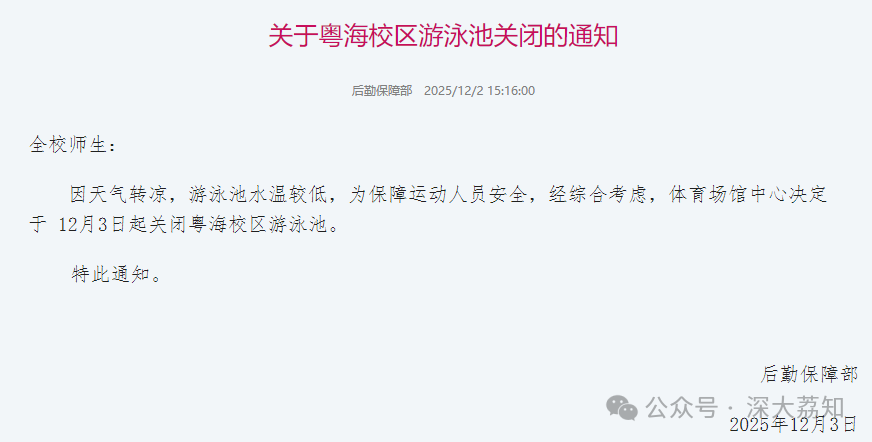 关于粤海校区游泳池关闭的通知
后勤保障部 2025/12/2 15:16:00
全校师生：
因天气转凉，游泳池水温较低，为保障运动人员安全，经综合考虑，体育场馆中心决定
于 12月3日起关闭粤海校区游泳池。
特此通知。
后勤保障部
公众号 · 深大荔知
2025年12月3日